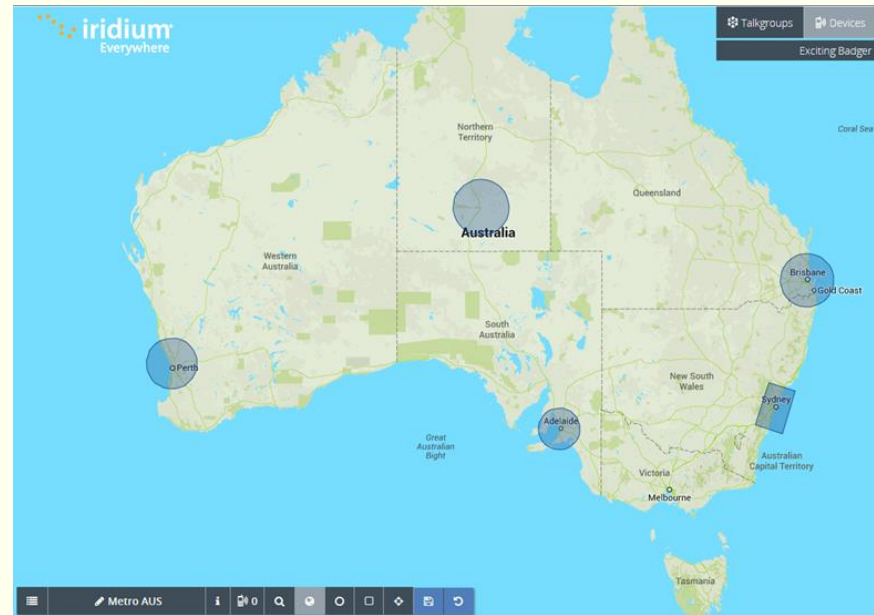 iridium®
Everywhere
Talkgroups
Devices
Exciting Badger
Northern
Territory
Coral Sea
Queensland
Australia
Western
Australia
Brisbane
Gold Coast
South
Australia
Perth
New South
Wales
Sydney
Adelaide
Great
Australian
Bight
Australian
Capital Territory
Victoria
Melbourne
Tasmania
Metro AUS
i
0